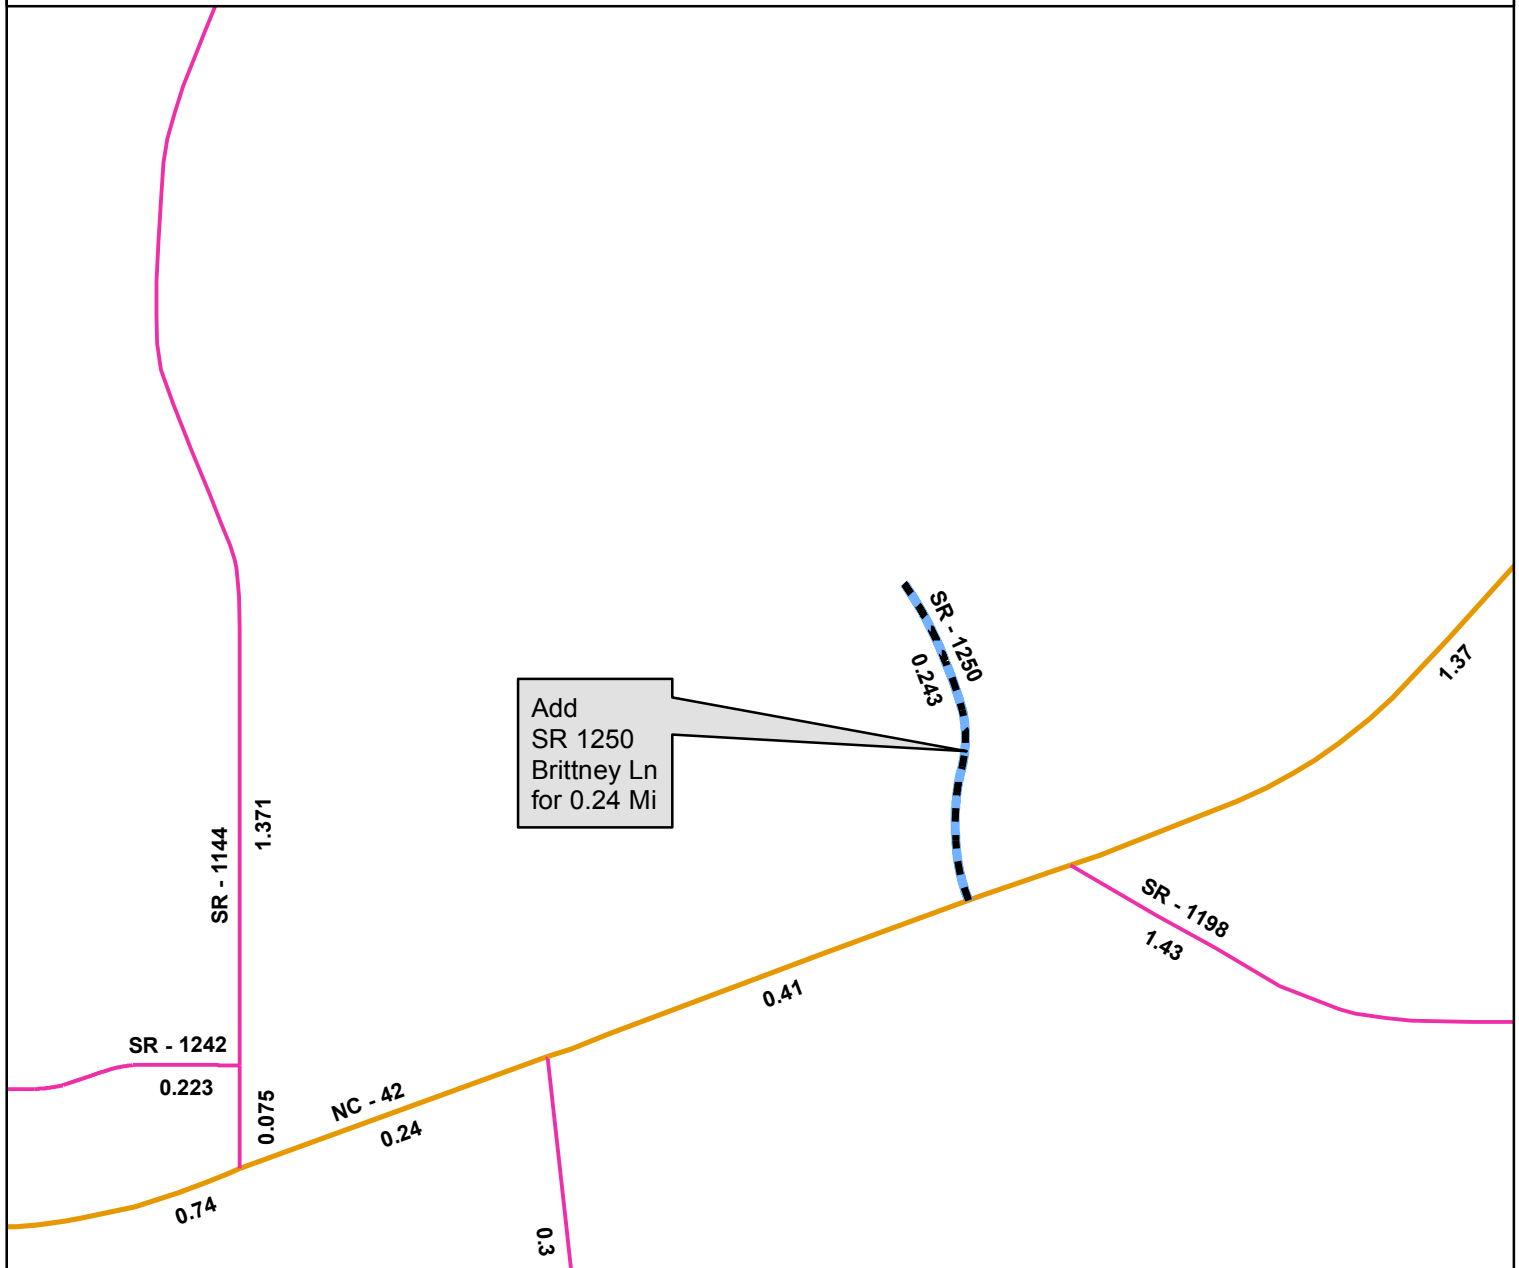 SR - 1250
0.243
Add
SR 1250
Brittney Ln
for 0.24 Mi
1.37
SR - 1144
1.371
SR - 1198
1.43
0.41
SR - 1242
0.223
0.075
NC - 42
0.24
0.74
0.3